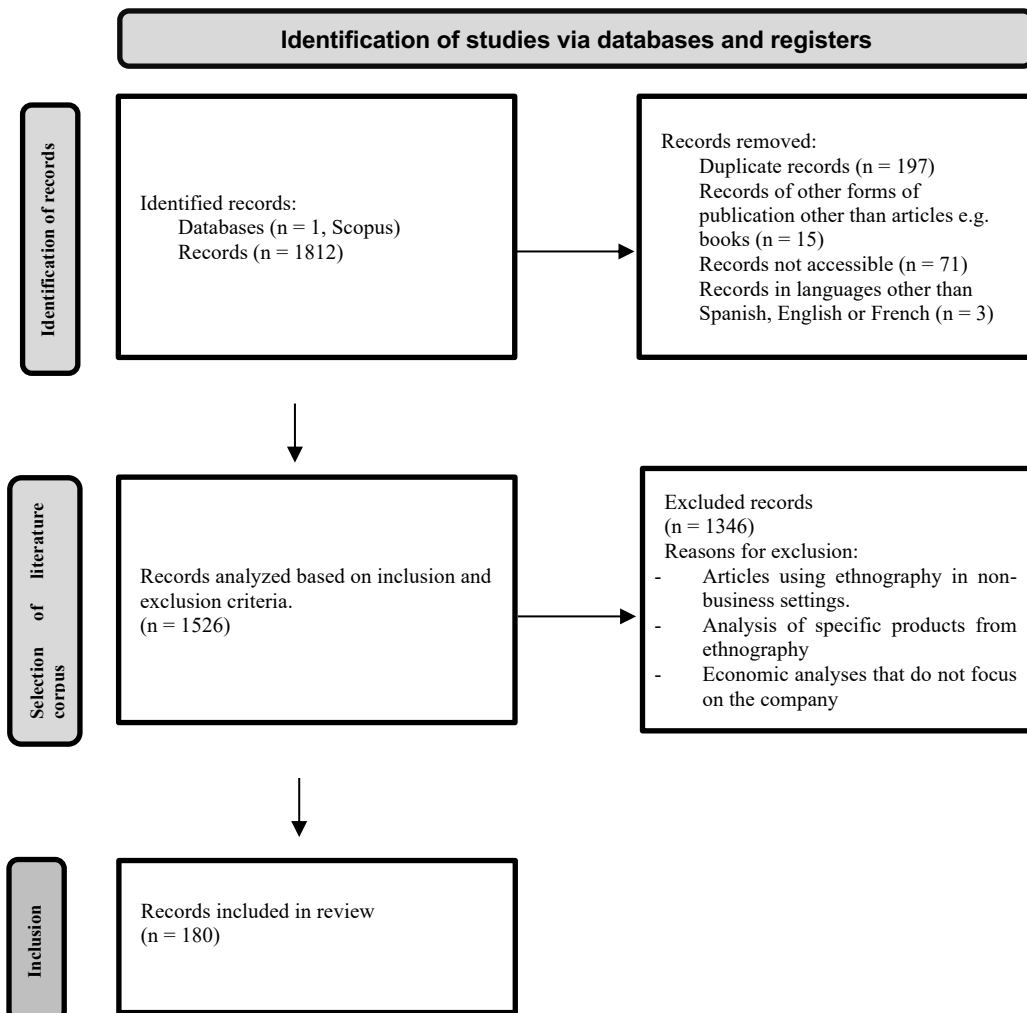 Identification of studies via databases and registers
Identification of records
Identified records:
Databases (n = 1, Scopus)
Records (n = 1812)
Records removed:
Duplicate records (n = 197)
Records of other forms of
publication other than articles e.g.
books (n = 15)
Records not accessible (n = 71)
Records in languages other than
Spanish, English or French (n = 3)
Selection of literature
corpus
Records analyzed based on inclusion and
exclusion criteria.
(n = 1526)
Excluded records
(n = 1346)
Reasons for exclusion:
- Articles using ethnography in non-
business settings.
- Analysis of specific products from
ethnography
- Economic analyses that do not focus
on the company
Inclusion
Records included in review
(n = 180)